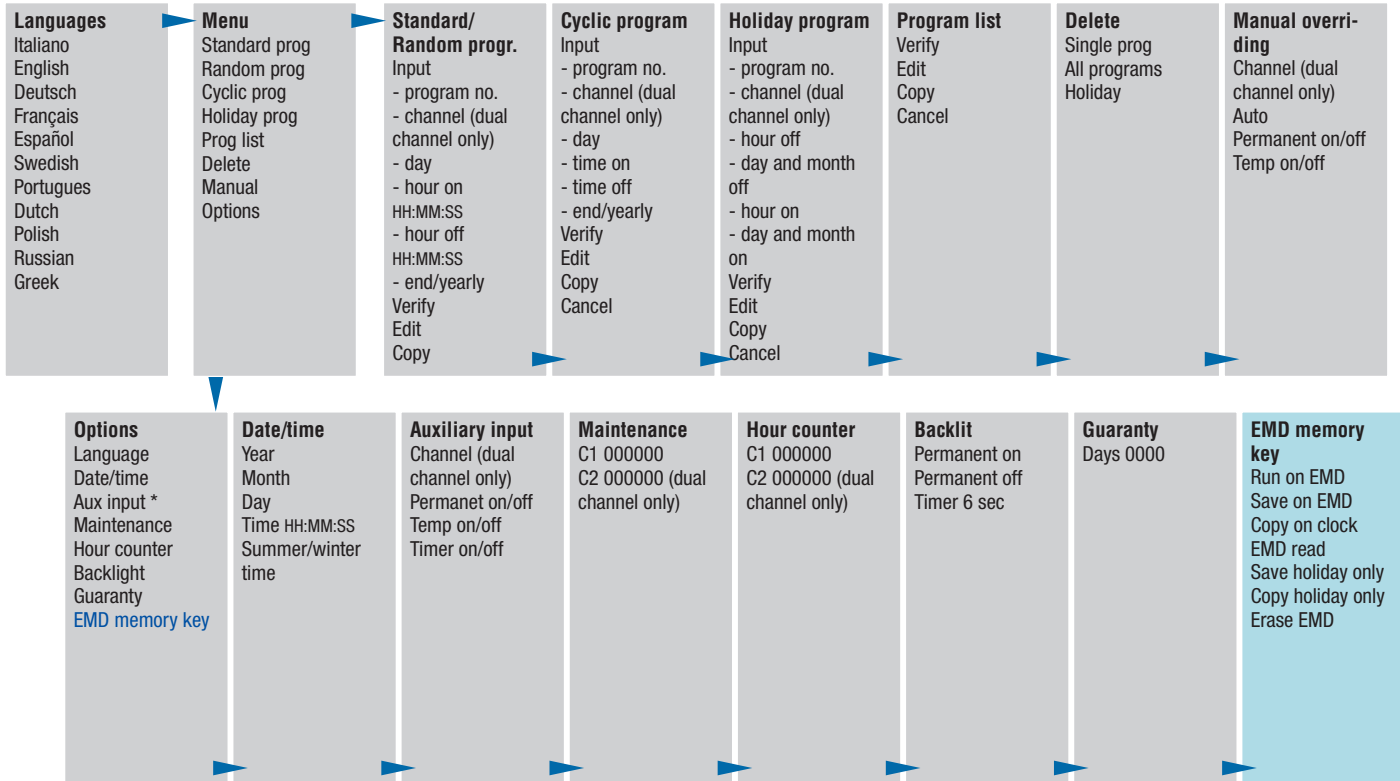 Languages
Italiano
English
Deutsch
Français
Español
Swedish
Portugues
Dutch
Polish
Russian
Greek
Menu
Standard prog
Random prog
Cyclic prog
Holiday prog
Prog list
Delete
Manual
Options
Standard/
Random progr.
Input
- program no.
- channel (dual
channel only)
- day
- hour on
HH:MM:SS
- hour off
HH:MM:SS
- end/yearly
Verify
Edit
Copy
Cyclic program
Input
- program no.
- channel (dual
channel only)
- day
- time on
- time off
- end/yearly
Verify
Edit
Copy
Cancel
Holiday program
Input
- program no.
- channel (dual
channel only)
- hour off
- day and month
off
- hour on
- day and month
on
Verify
Edit
Copy
Cancel
Program list
Verify
Edit
Copy
Cancel
Delete
Single prog
All programs
Holiday
Manual overri-
ding
Channel (dual
channel only)
Auto
Permanent on/off
Temp on/off
Options
Language
Date/time
Aux input *
Maintenance
Hour counter
Backlight
Guaranty
EMD memory key
Date/time
Year
Month
Day
Time HH:MM:SS
Summer/winter
time
Auxiliary input
Channel (dual
channel only)
Permanet on/off
Temp on/off
Timer on/off
Maintenance
C1 000000
C2 000000 (dual
channel only)
Hour counter
C1 000000
C2 000000 (dual
channel only)
Backlit
Permanent on
Permanent off
Timer 6 sec
Guaranty
Days 0000
EMD memory
key
Run on EMD
Save on EMD
Copy on clock
EMD read
Save holiday only
Copy holiday only
Erase EMD